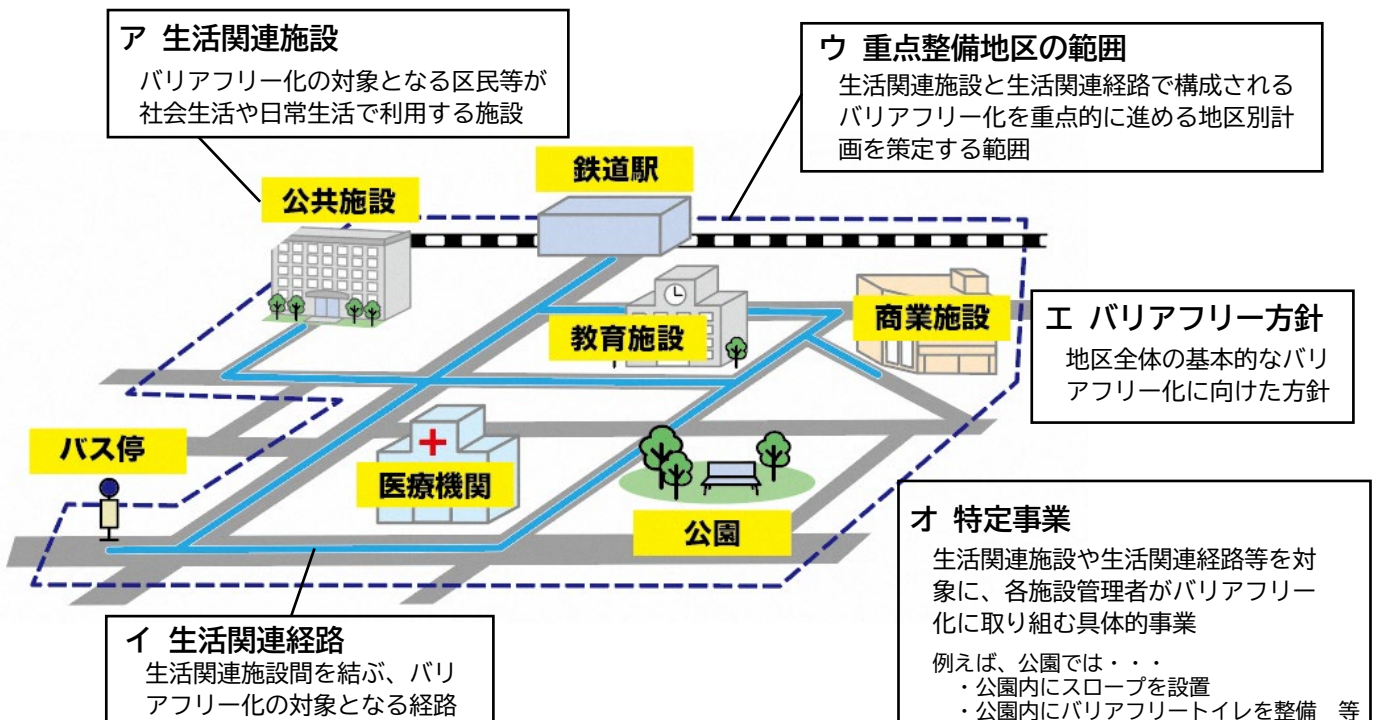 ア 生活関連施設
バリアフリー化の対象となる区民等が
社会生活や日常生活で利用する施設
ウ 重点整備地区の範囲
生活関連施設と生活関連経路で構成される
バリアフリー化を重点的に進める地区別計
画を策定する範囲
鉄道駅
公共施設
教育施設
商業施設
エ バリアフリー方針
地区全体の基本的なバリ
アフリー化に向けた方針
バス停
医療機関
公園
オ 特定事業
生活関連施設や生活関連経路等を対
象に、各施設管理者がバリアフリー
化に取り組む具体的事業
例えば、公園では・・・
・公園内にスロープを設置
・公園内にバリアフリートイレを整備 等
イ 生活関連経路
生活関連施設間を結ぶ、バリ
アフリー化の対象となる経路